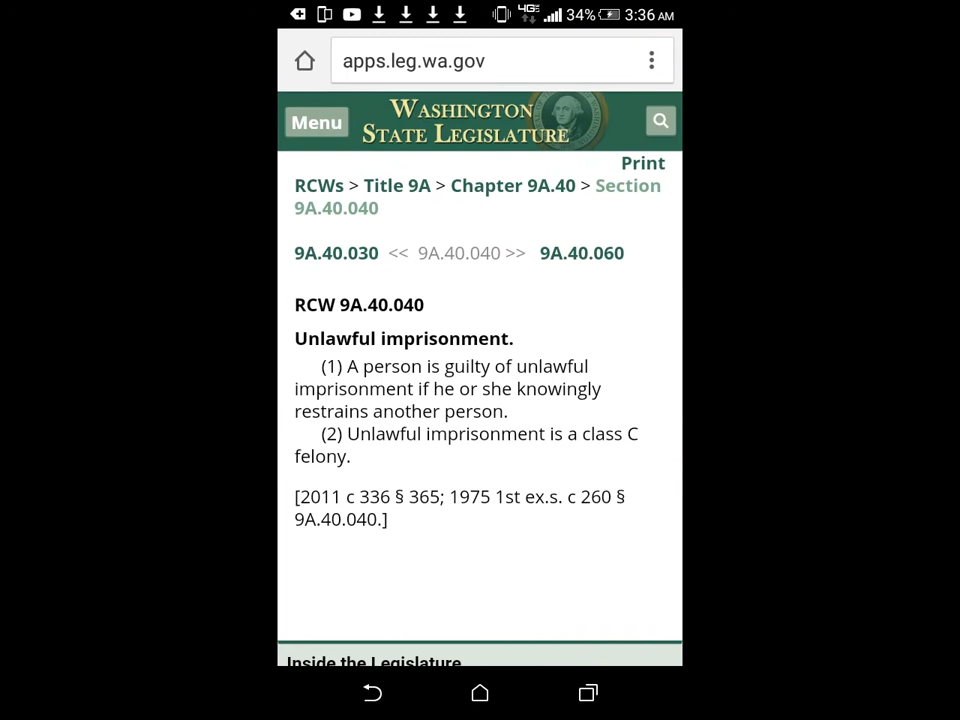 4G 34% 3:36 AM
apps.leg.wa.gov
Menu
WASHINGTON
STATE LEGISLATURE
Print
RCWs > Title 9A > Chapter 9A.40 > Section
9A.40.040
9A.40.030 << 9A.40.040 >> 9A.40.060
RCW 9A.40.040
Unlawful imprisonment.
(1) A person is guilty of unlawful
imprisonment if he or she knowingly
restrains another person.
(2) Unlawful imprisonment is a class C
felony.
[2011 c 336 § 365; 1975 1st ex.s. c 260 §
9A.40.040.]
Inside the Legislature